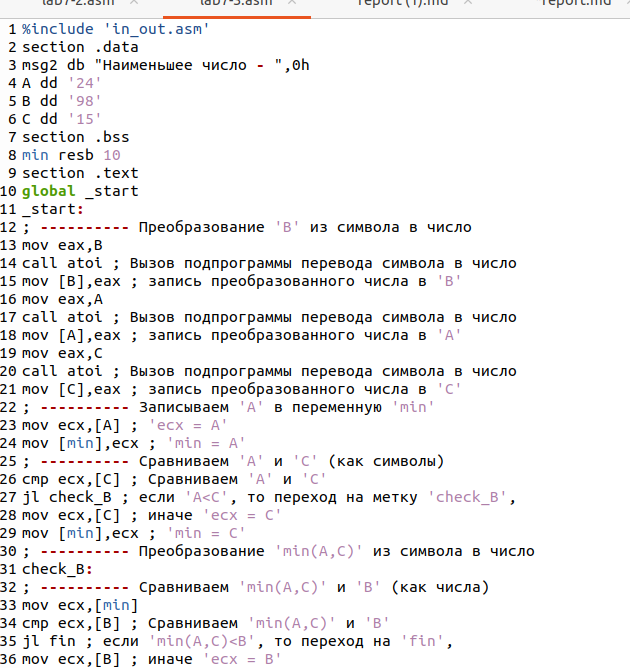 lab7-2.asm lab7-3.asm report (1).md report.md
1 %include 'in_out.asm'
2 section .data
3 msg2 db "Наименьшее число - ",0h
4 A dd '24'
5 B dd '98'
6 C dd '15'
7 section .bss
8 min resb 10
9 section .text
10 global _start
11 _start:
12 ; ---------- Преобразование 'B' из символа в число
13 mov eax,B
14 call atoi ; Вызов подпрограммы перевода символа в число
15 mov [B],eax ; запись преобразованного числа в 'B'
16 mov eax,A
17 call atoi ; Вызов подпрограммы перевода символа в число
18 mov [A],eax ; запись преобразованного числа в 'A'
19 mov eax,C
20 call atoi ; Вызов подпрограммы перевода символа в число
21 mov [C],eax ; запись преобразованного числа в 'C'
22 ; ---------- Записываем 'A' в переменную 'min'
23 mov ecx,[A] ; 'ecx = A'
24 mov [min],ecx ; 'min = A'
25 ; ---------- Сравниваем 'A' и 'C' (как символы)
26 cmp ecx,[C] ; Сравниваем 'A' и 'C'
27 jl check_B ; если 'A<C', то переход на метку 'check_B',
28 mov ecx,[C] ; иначе 'ecx = C'
29 mov [min],ecx ; 'min = C'
30 ; ---------- Преобразование 'min(A,C)' из символа в число
31 check_B:
32 ; ---------- Сравниваем 'min(A,C)' и 'B' (как числа)
33 mov ecx,[min]
34 cmp ecx,[B] ; Сравниваем 'min(A,C)' и 'B'
35 jl fin ; если 'min(A,C)<B', то переход на 'fin',
36 mov ecx,[B] ; иначе 'ecx = B'